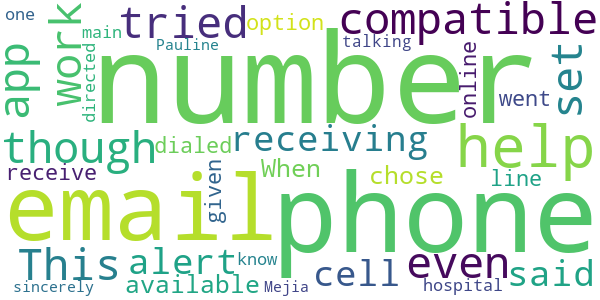 one
tried
option
compatible
main
Pauline
talking
app
work
directed
number
online
went
set
though
dialed
receiving
help
receive
given
When
chose
line
email
phone
This
alert
know
cell
even
said
sincerely
available
Mejia
hospital